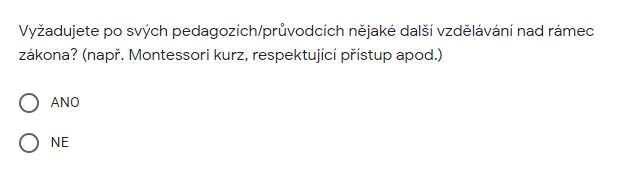 Vyžadujete po svých pedagozích/průvodcích nějaké další vzdělávání nad rámec
zákona? (např. Montessori kurz, respektující přístup apod.)
ANO
NE